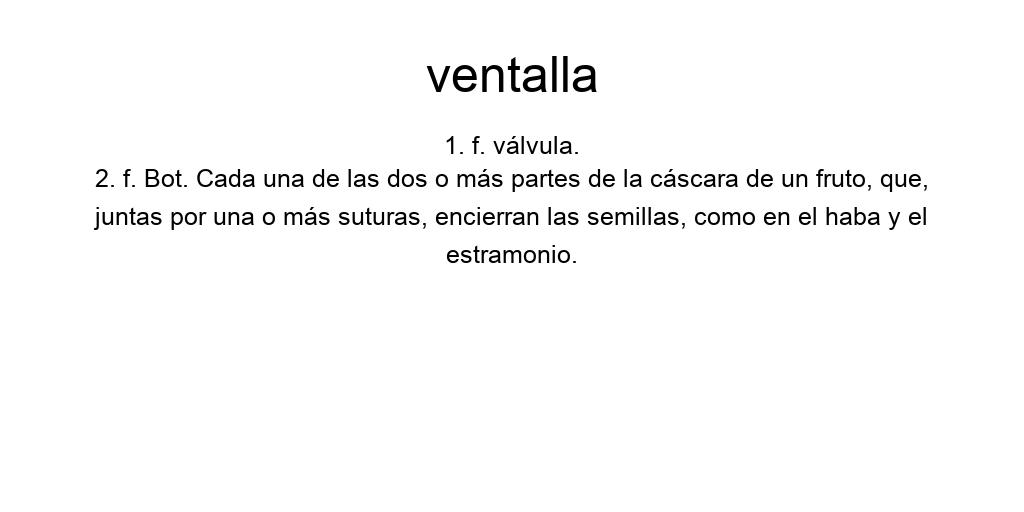 ventalla
1. f. válvula.
2. f. Bot. Cada una de las dos o más partes de la cáscara de un fruto, que,
juntas por una o más suturas, encierran las semillas, como en el haba y el
estramonio.